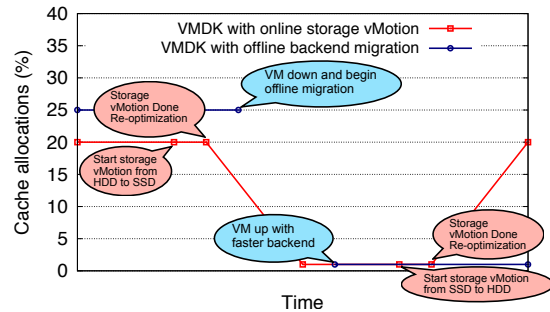 VMDK with online storage vMotion
VMDK with offline backend migration
Cache allocations (%)
40
35
30
25
20
15
10
5
0
Storage
vMotion Done
Re-optimization
VM down and begin
offline migration
Start storage
vMotion from
HDD to SSD
VM up with
faster backend
Storage
vMotion Done
Re-optimization
Start storage vMotion
from SSD to HDD
Time